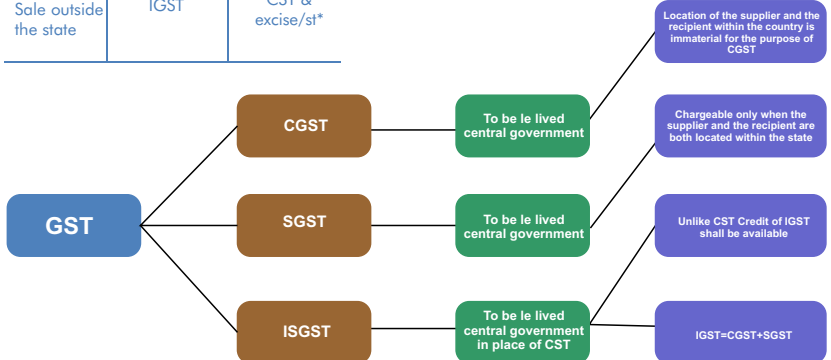 Sale outside
the state
IGST
CST &
excise/st*
Location of the supplier and the
recipient within the country is
immaterial for the purpose of
CGST
CGST
To be le lived
central government
Chargeable only when the
supplier and the recipient are
both located within the state
GST
SGST
To be le lived
central government
Unlike CST Credit of IGST
shall be available
ISGST
To be le lived
central government
in place of CST
IGST=CGST+SGST